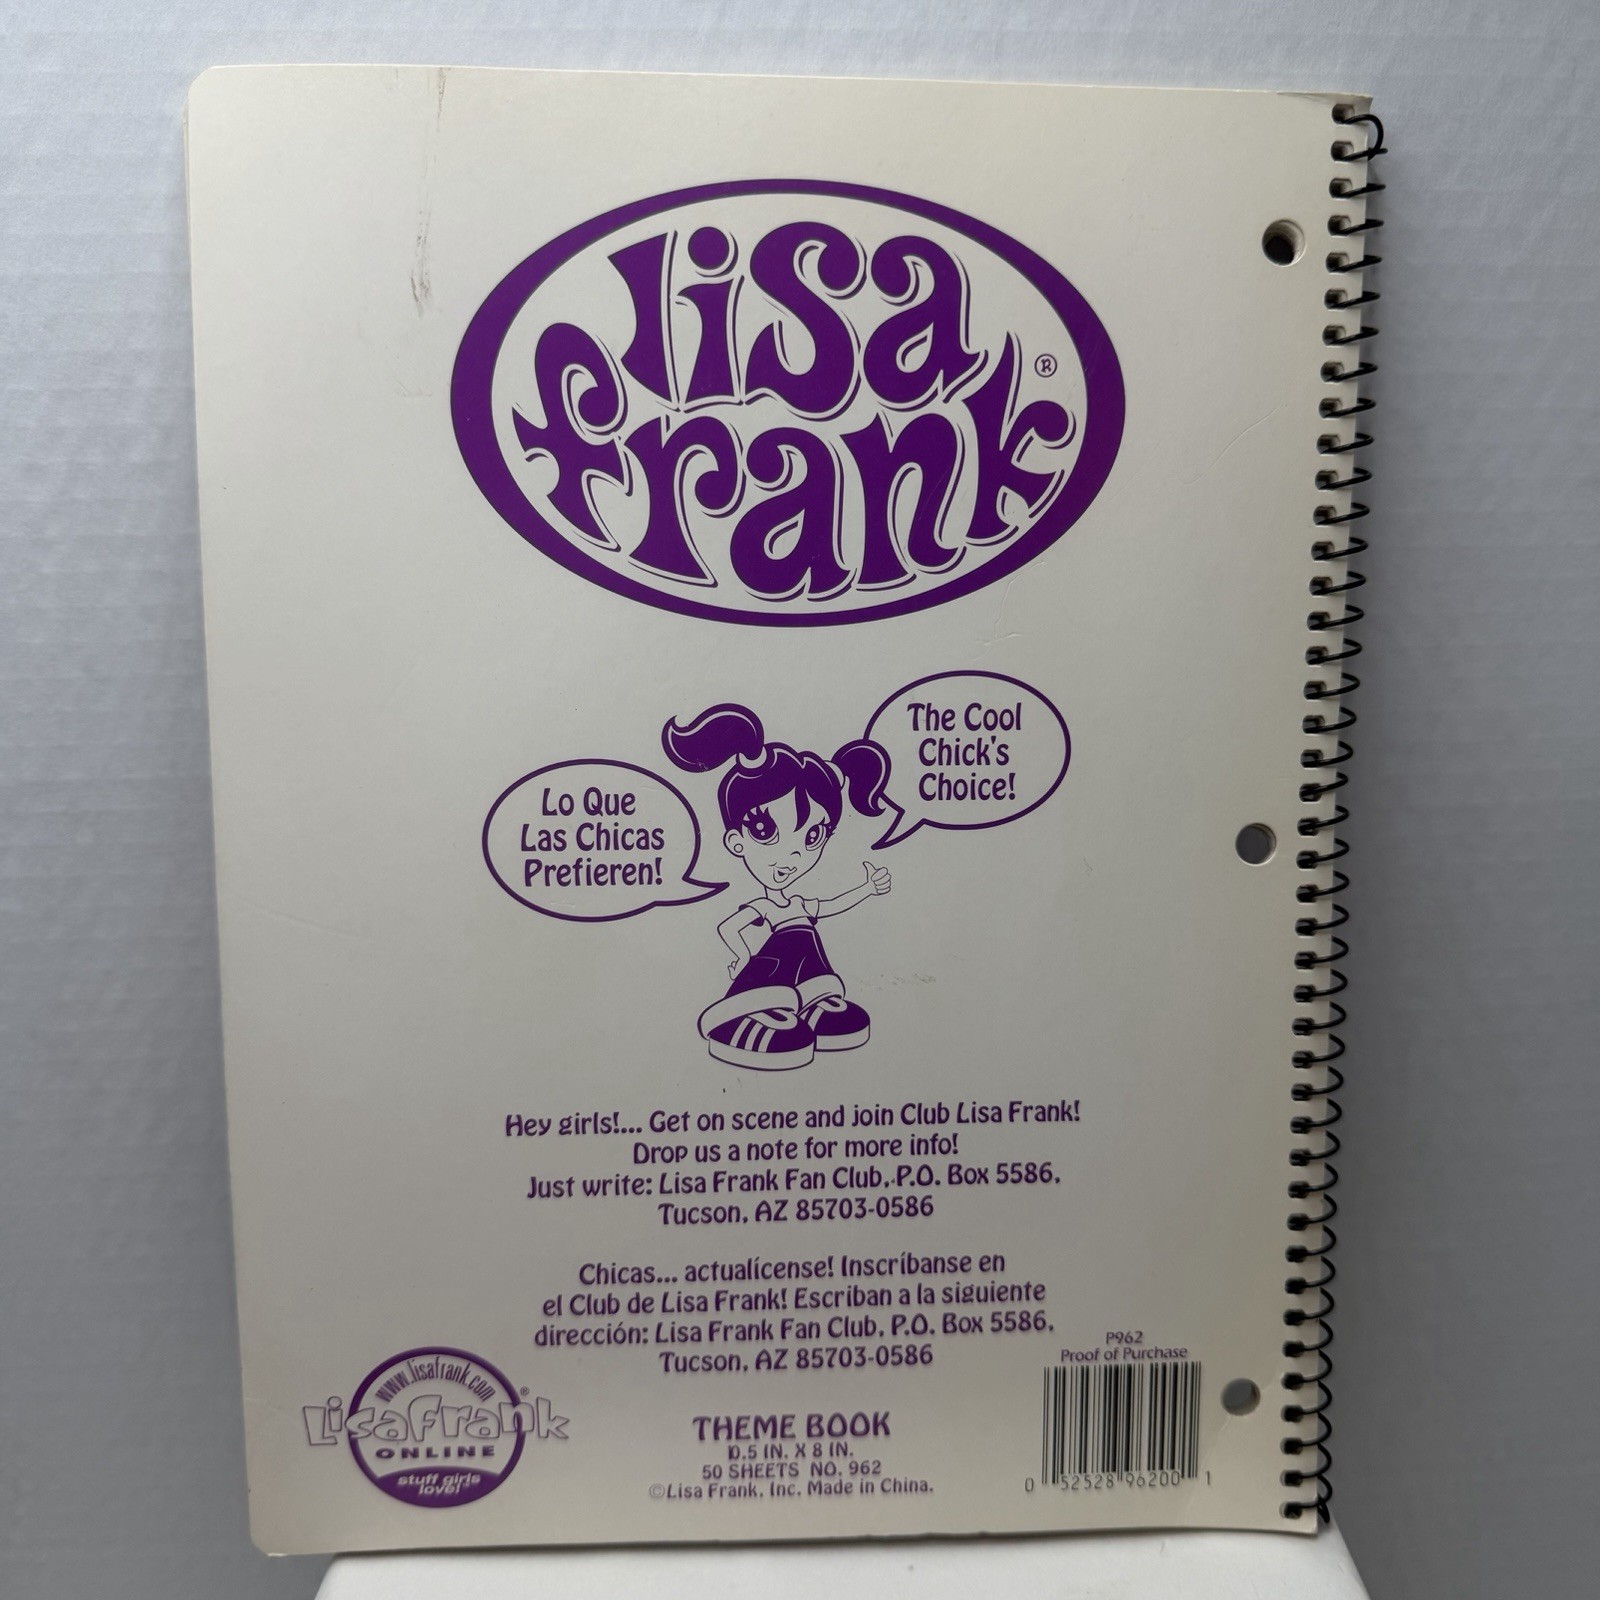 lisa
frank®
The Cool
Chick's
Choice!
Lo Que
Las Chicas
Prefieren!
Hey girls!... Get on scene and join Club Lisa Frank!
Drop us a note for more info!
Just write: Lisa Frank Fan Club, P.O. Box 5586,
Tucson, AZ 85703-0586
Chicas... actualícense! Inscríbanse en
el Club de Lisa Frank! Escriban a la siguiente
dirección: Lisa Frank Fan Club, P.O. Box 5586,
Tucson, AZ 85703-0586
www.lisafrank.com
Lisa Frank®
ONLINE
stuff girls
love!™
THEME BOOK
10.5 IN. X 8 IN.
50 SHEETS NO. 962
©Lisa Frank, Inc. Made in China.
P962
Proof of Purchase
0 52528 96200 1